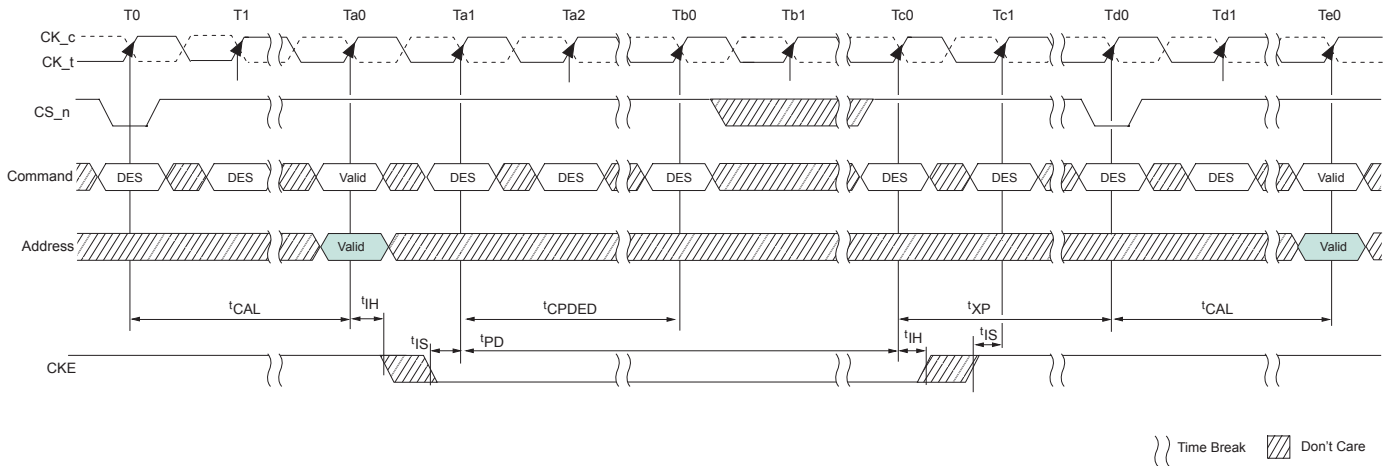 T0 T1 Ta0 Ta1 Ta2 Tb0 Tb1 Tc0 Tc1 Td0 Td1 Te0
CK_c
CK_t
CS_n
Command DES DES Valid DES DES DES DES DES DES DES Valid
Address Valid Valid
tCAL tIH tCPDED tXP tCAL
tIS tPD tIH tIS
CKE
Time Break Don't Care